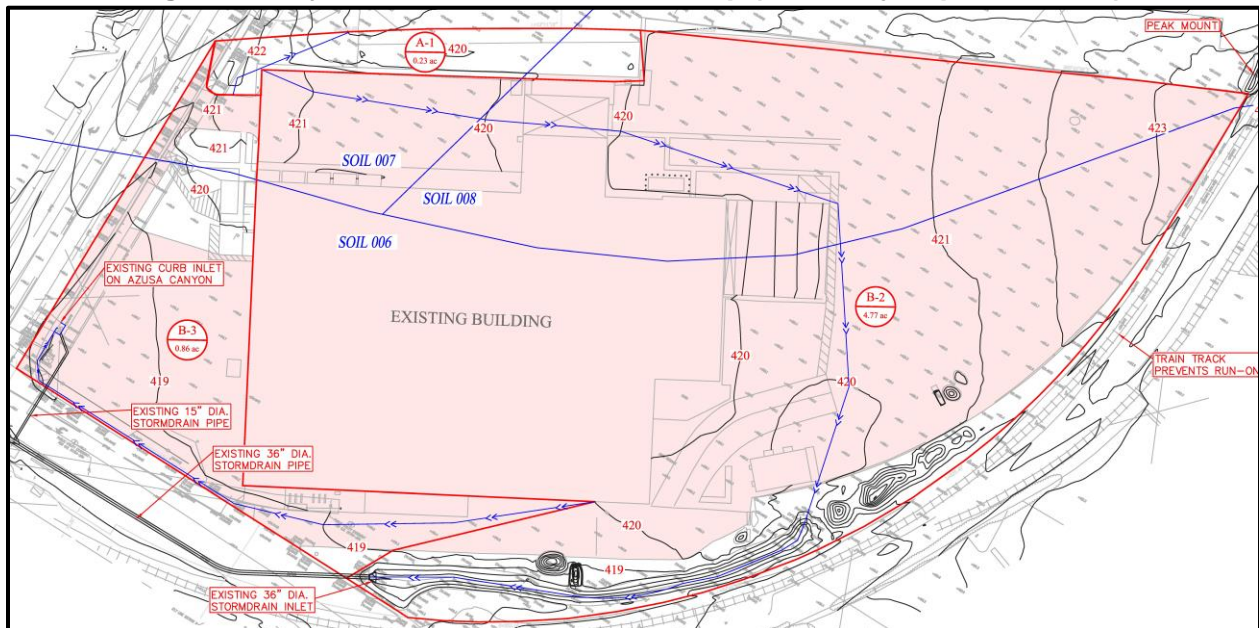 PEAK MOUNT
A-1
0.23 ac
422
420
421
421
420
420
423
421
SOIL 007
420
SOIL 008
SOIL 006
421
EXISTING CURB INLET
ON AZUSA CANYON
EXISTING BUILDING
B-2
4.77 ac
B-3
0.86 ac
420
TRAIN TRACK
PREVENTS RUN-ON
419
420
EXISTING 15" DIA.
STORMDRAIN PIPE
EXISTING 36" DIA.
STORMDRAIN PIPE
420
419
419
EXISTING 36" DIA.
STORMDRAIN INLET